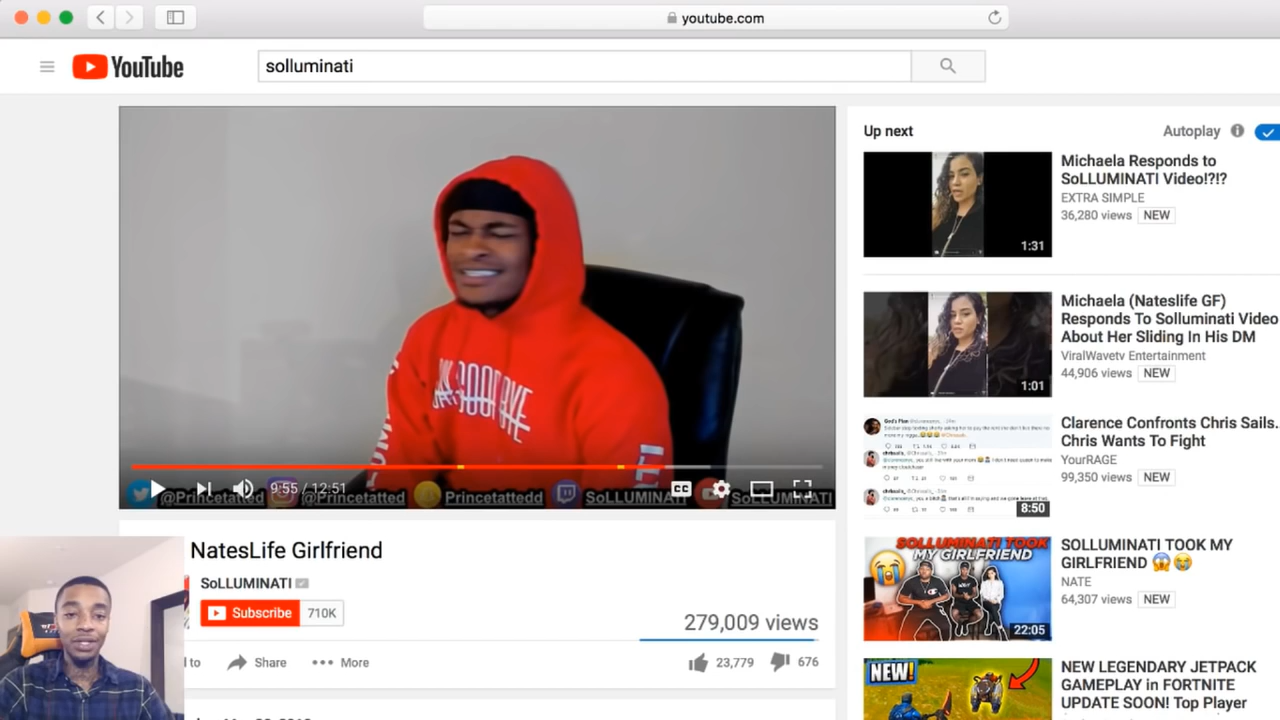 youtube.com
YouTube
solluminati
GOODBYE
9:55 / 12:51
CC
@Princetatted
@Princetatted
Princetattedd
SoLLUMINATI
SoLLUMINATI
NatesLife Girlfriend
SoLLUMINATI
Subscribe
710K
279,009 views
to
Share
More
23,779
676
Up next
Autoplay
1:31
Michaela Responds to
SoLLUMINATI Video!?!?
EXTRA SIMPLE
36,280 views NEW
1:01
Michaela (Nateslife GF)
Responds To Solluminati Video
About Her Sliding In His DM
ViralWavetv Entertainment
44,906 views NEW
8:50
Clarence Confronts Chris Sails..
Chris Wants To Fight
YourRAGE
99,350 views NEW
SOLLUMINATI TOOK
MY GIRLFRIEND
22:05
SOLLUMINATI TOOK MY
GIRLFRIEND 😱😭
NATE
64,307 views NEW
NEW!
NEW LEGENDARY JETPACK
GAMEPLAY in FORTNITE
UPDATE SOON! Top Player